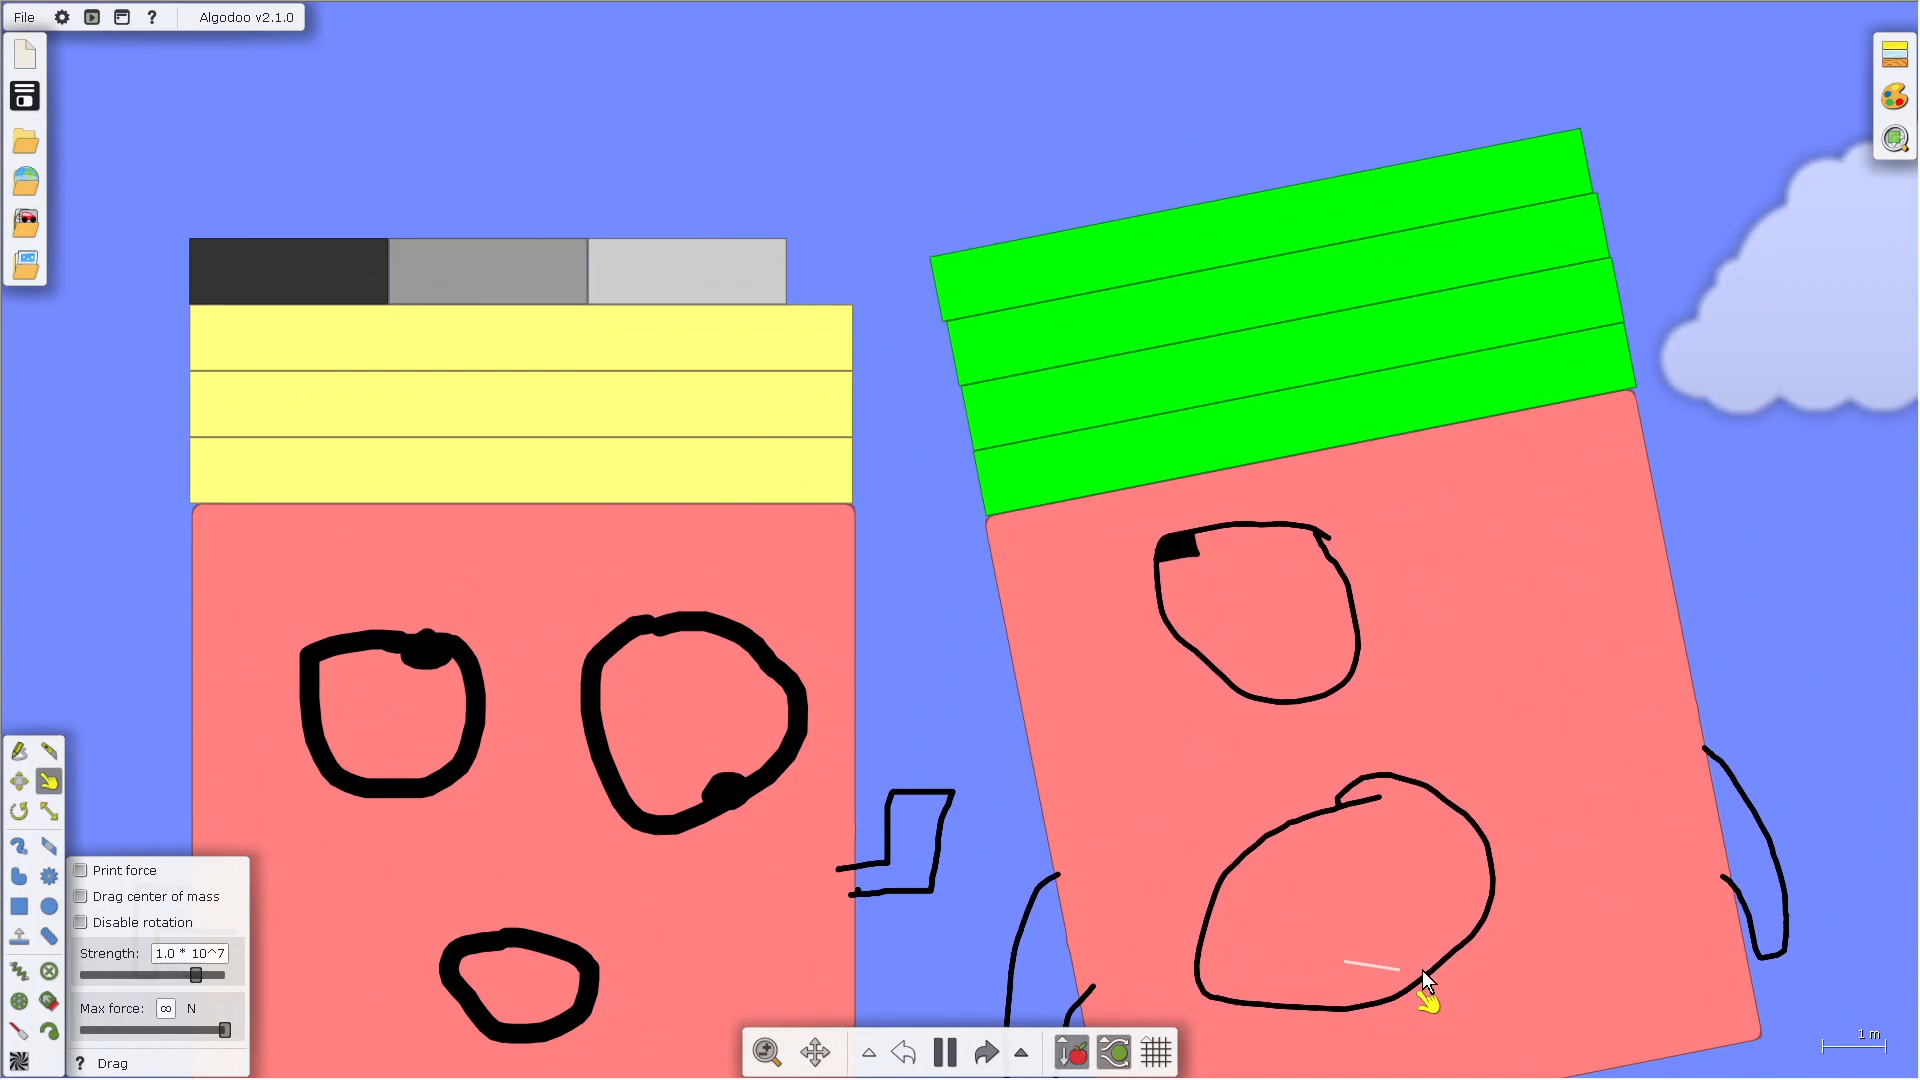 File ? Algodoo v2.1.0
Print force
Drag center of mass
Disable rotation
Strength: 1.0 * 10^7
Max force: ∞ N
? Drag
1 m